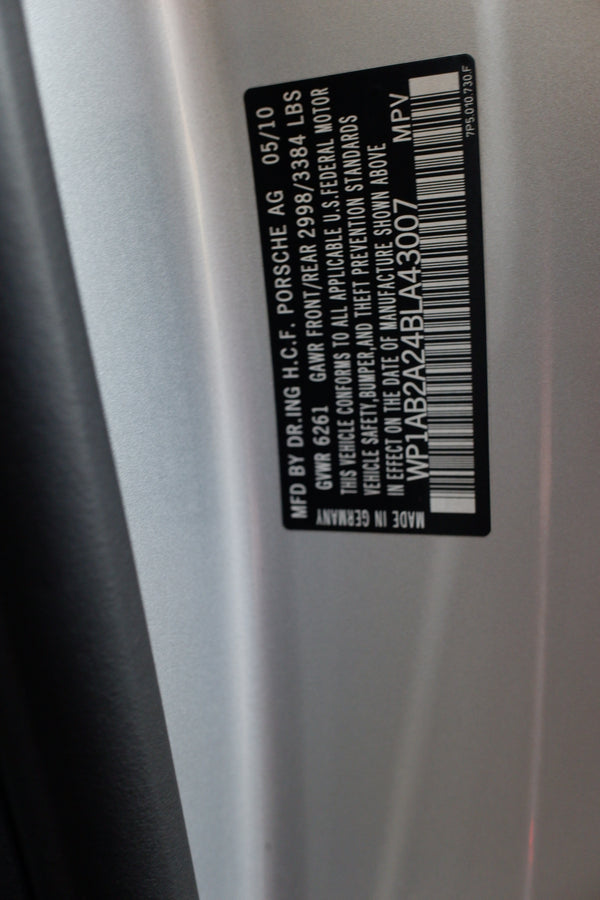 MFD BY DR.ING H.C.F. PORSCHE AG 05/10
GVWR 6261 GAWR FRONT/REAR 2998/3384 LBS
THIS VEHICLE CONFORMS TO ALL APPLICABLE U.S.FEDERAL MOTOR
VEHICLE SAFETY,BUMPER,AND THEFT PREVENTION STANDARDS
IN EFFECT ON THE DATE OF MANUFACTURE SHOWN ABOVE
WP1AB2A24BLA43007 MPV
MADE IN GERMANY
7P5.010.730.F